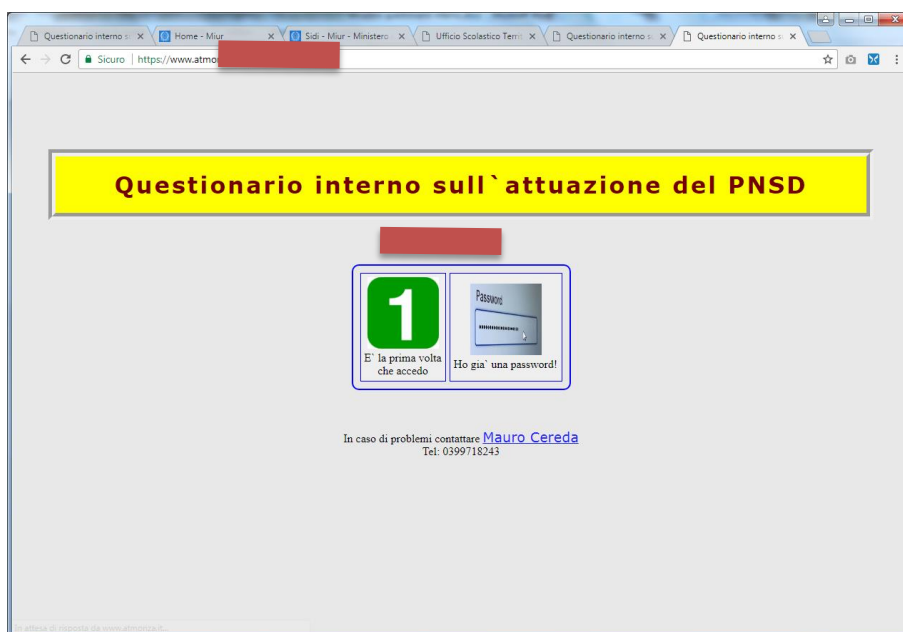 Questionario interno s
Home - Miur
Sidi - Miur - Ministero
Ufficio Scolastico Territ
Questionario interno s
Questionario interno s
Sicuro
https://www.atmo
Questionario interno sull`attuazione del PNSD
1
Password
E` la prima volta
che accedo
Ho gia` una password!
In caso di problemi contattare Mauro Cereda
Tel: 0399718243
In attesa di risposta da www.atmonza.it...